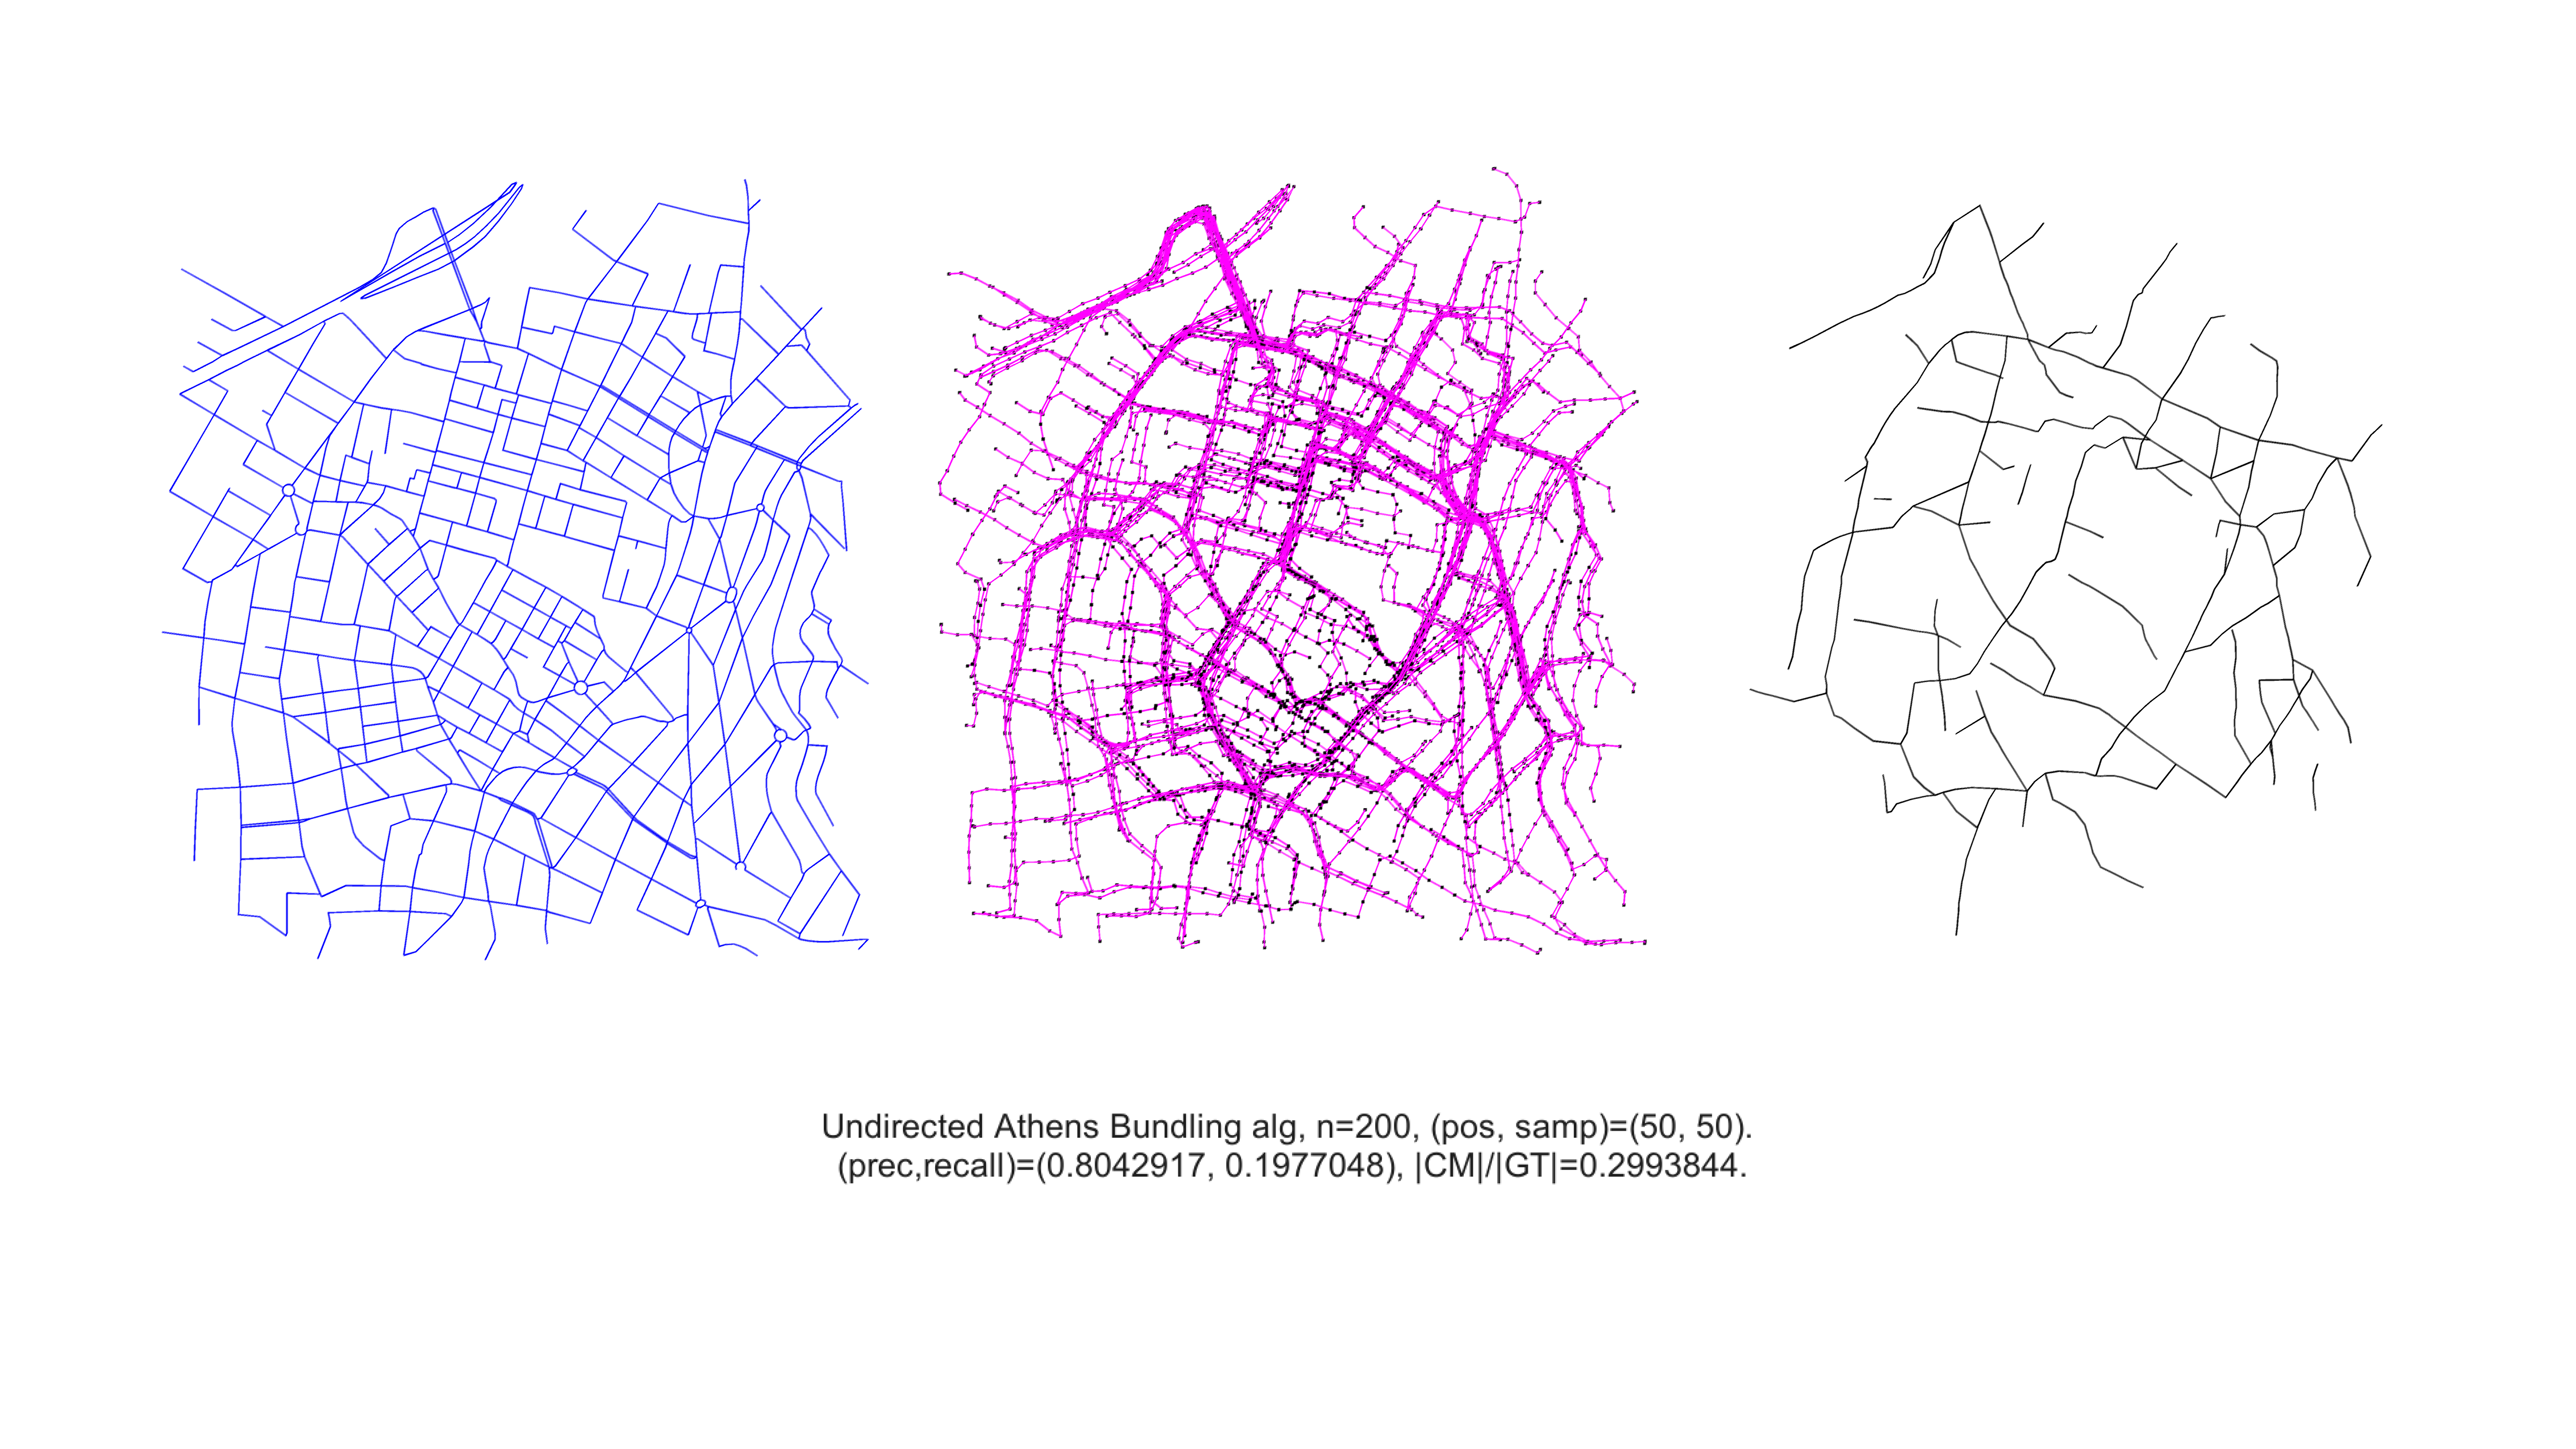 Undirected Athens Bundling alg, n=200, (pos, samp)=(50, 50).
(prec,recall)=(0.8042917, 0.1977048), |CM|/|GT|=0.2993844.